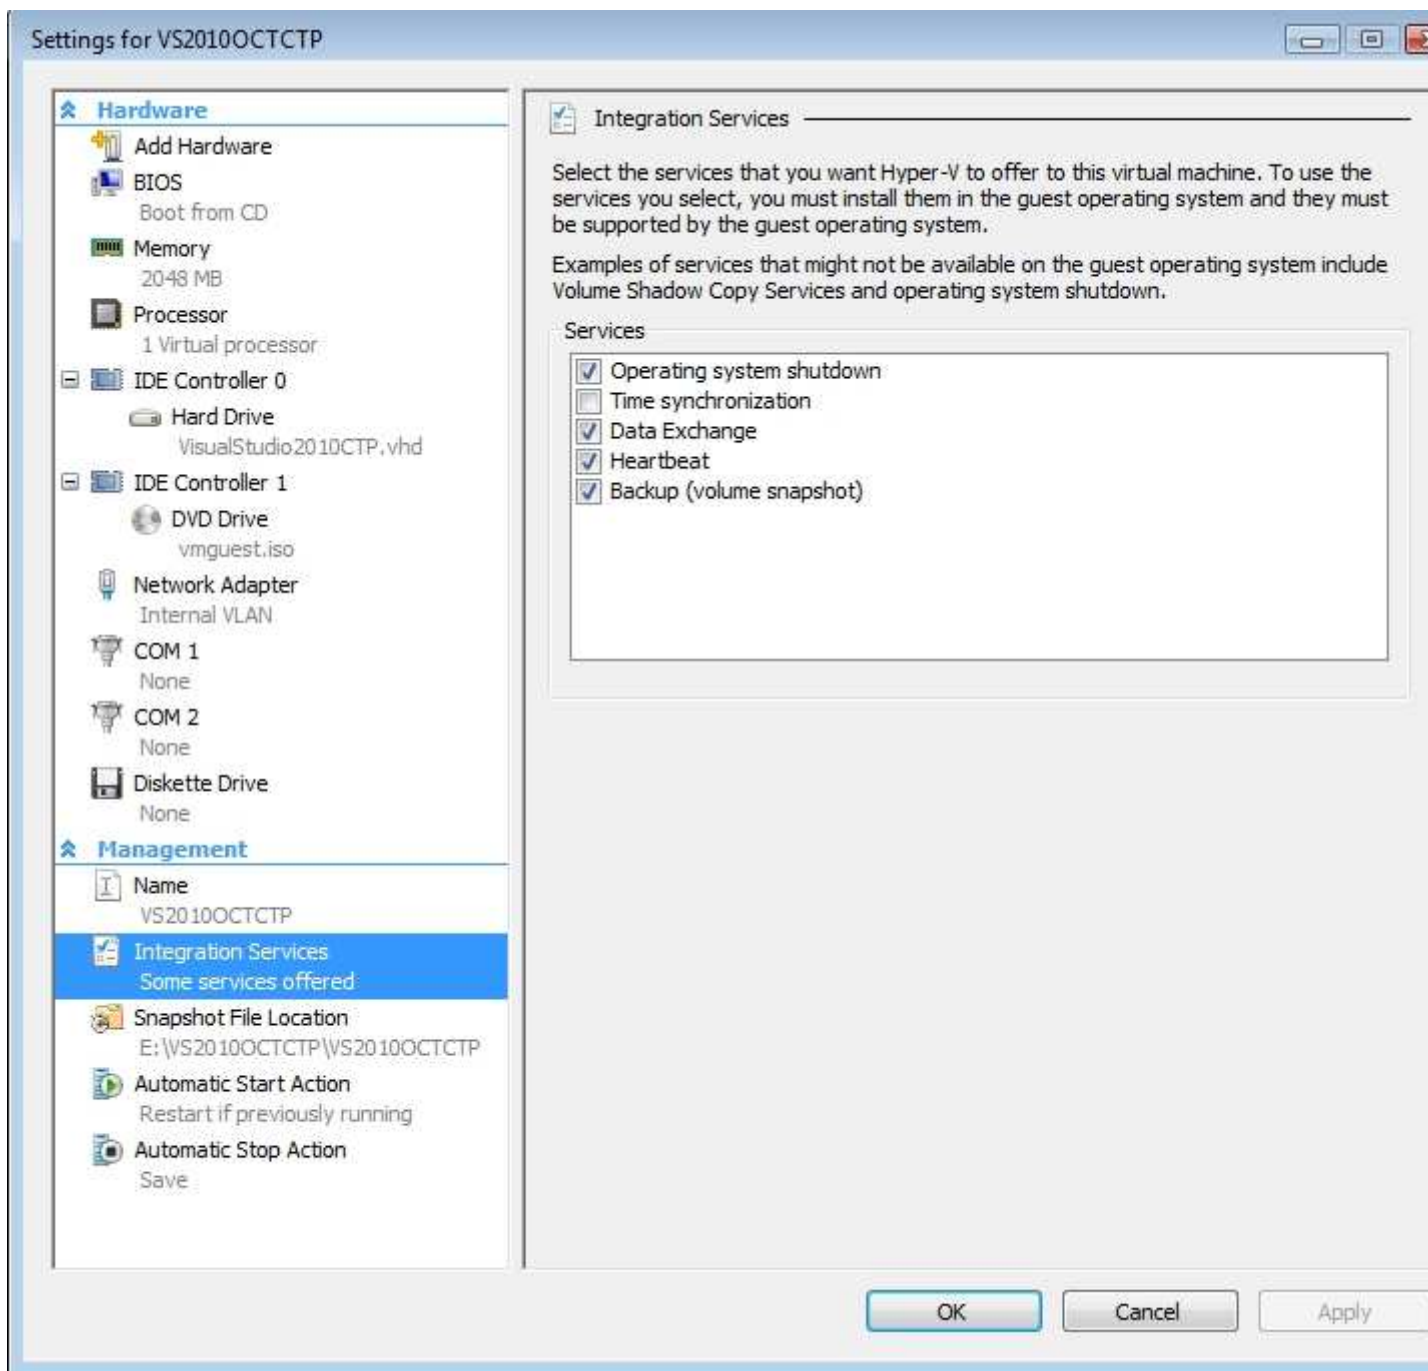 Settings for VS2010OCTCTP
Hardware
Add Hardware
BIOS
Boot from CD
Memory
2048 MB
Processor
1 Virtual processor
IDE Controller 0
Hard Drive
VisualStudio2010CTP.vhd
IDE Controller 1
DVD Drive
vmguest.iso
Network Adapter
Internal VLAN
COM 1
None
COM 2
None
Diskette Drive
None
Management
Name
VS2010OCTCTP
Integration Services
Some services offered
Snapshot File Location
E:\VS2010OCTCTP\VS2010OCTCTP
Automatic Start Action
Restart if previously running
Automatic Stop Action
Save
Integration Services
Select the services that you want Hyper-V to offer to this virtual machine. To use the
services you select, you must install them in the guest operating system and they must
be supported by the guest operating system.
Examples of services that might not be available on the guest operating system include
Volume Shadow Copy Services and operating system shutdown.
Services
Operating system shutdown
Time synchronization
Data Exchange
Heartbeat
Backup (volume snapshot)
OK
Cancel
Apply